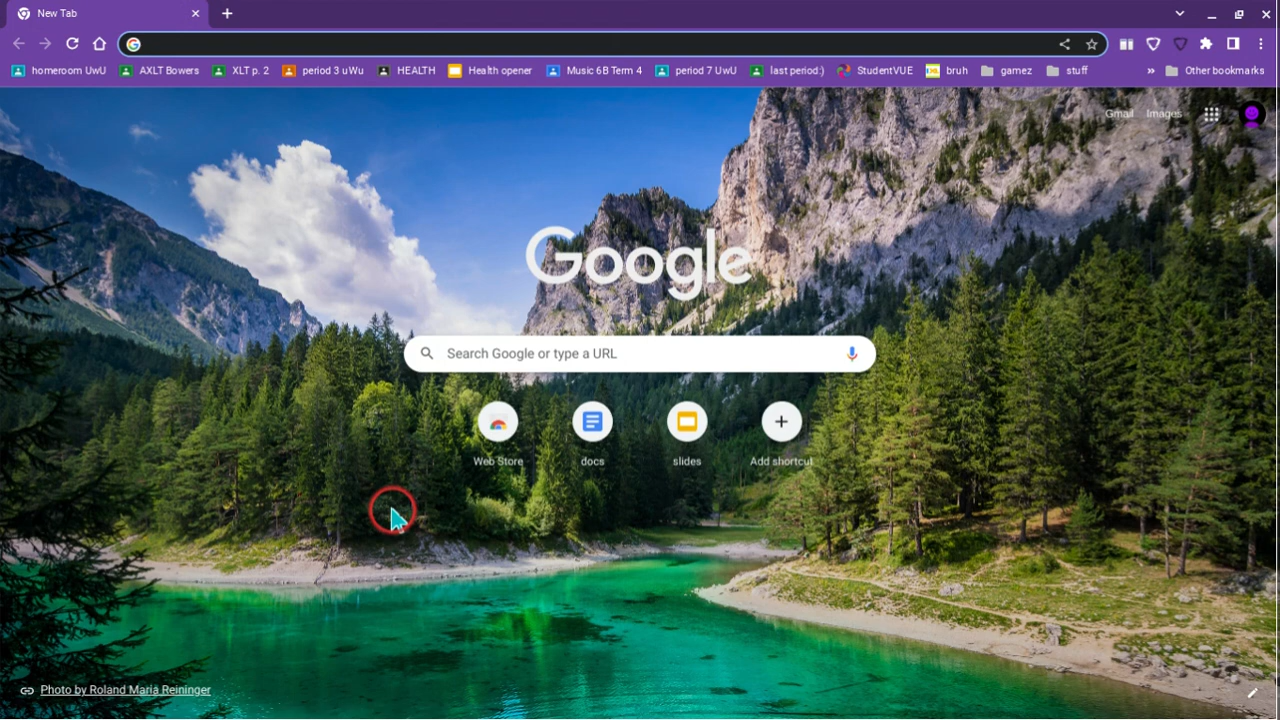 New Tab
homeroom UwU AXLT Bowers XLT p. 2 period 3 uWu HEALTH Health opener Music 6B Term 4 period 7 UwU last period:) StudentVUE bruh gamez stuff » Other bookmarks
Gmail Images
Google
Search Google or type a URL
Web Store docs slides Add shortcut
Photo by Roland Maria Reininger